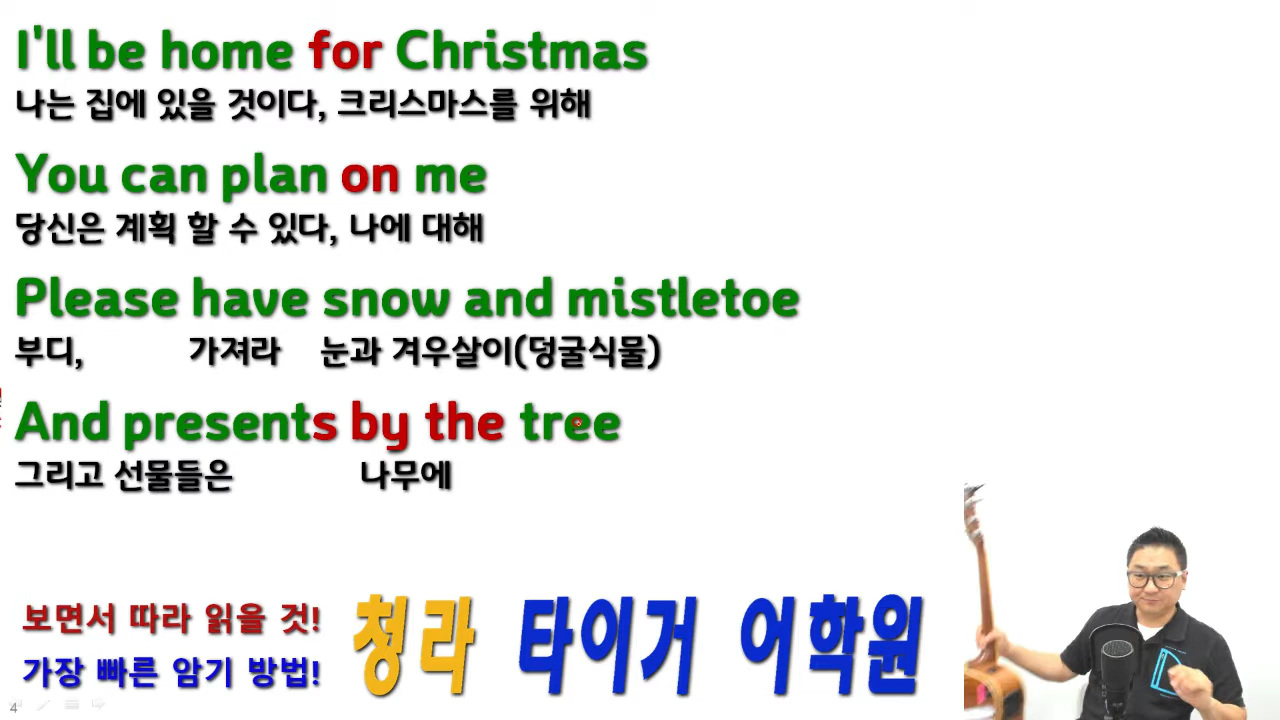 I'll be home for Christmas
나는 집에 있을 것이다, 크리스마스를 위해
You can plan on me
당신은 계획 할 수 있다, 나에 대해
Please have snow and mistletoe
부디, 가져라 눈과 겨우살이(덩굴식물)
And presents by the tree
그리고 선물들은 나무에
보면서 따라 읽을 것!
가장 빠른 암기 방법!
청라 타이거 어학원
4